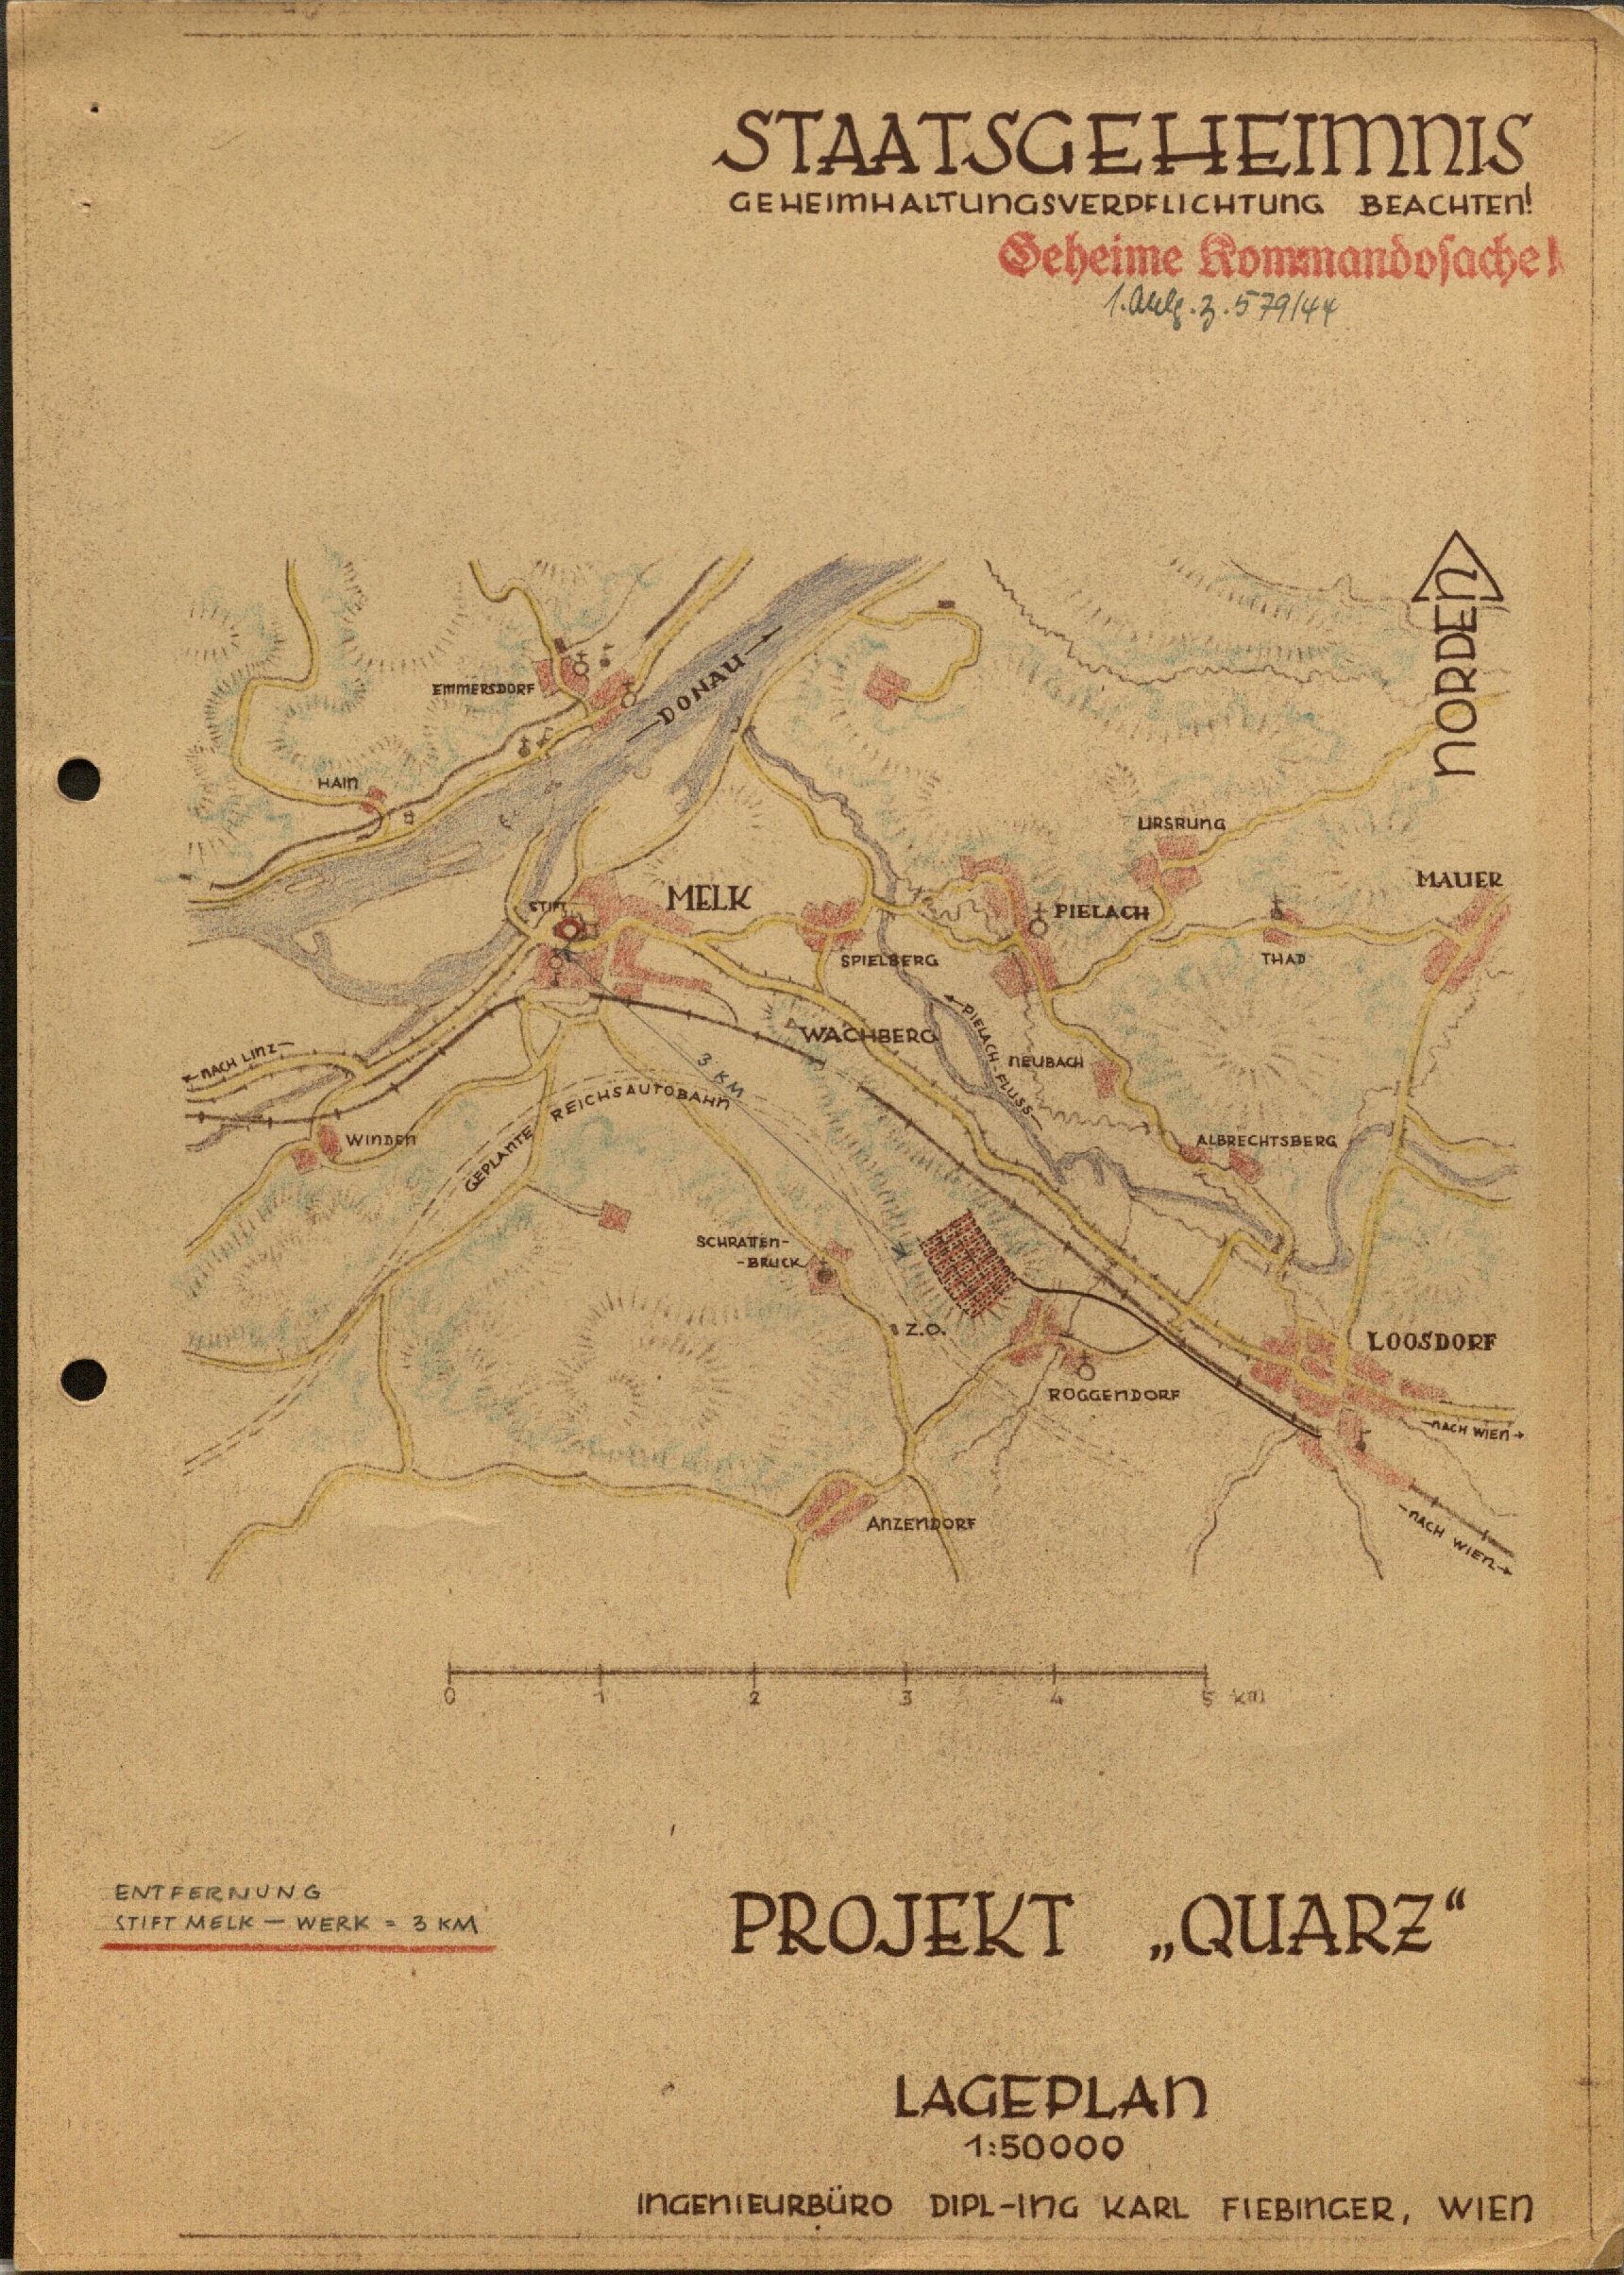 STAATSGEHEIMNIS
GEHEIMHALTUNGSVERPFLICHTUNG BEACHTEN!
Geheime Kommandosache!
579/44
NORDEN
EMMERSDORF
DONAU
HAIN
URSRUNG
MAUER
STIFT
MELK
PIELACH
SPIELBERG
THAD
WACHBERG
PIELACH-FLUSS
NEUBACH
← NACH LINZ
3 KM
GEPLANTE REICHSAUTOBAHN
WINDEN
ALBRECHTSBERG
SCHRATTEN-
-BRUCK
Z.O.
LOOSDORF
ROGGENDORF
NACH WIEN →
ANZENDORF
NACH WIEN →
0 1 2 3 4 5 km
ENTFERNUNG
STIFT MELK — WERK = 3 KM
PROJEKT „QUARZ“
LAGEPLAN
1:50000
INGENIEURBÜRO DIPL-ING KARL FIEBINGER, WIEN